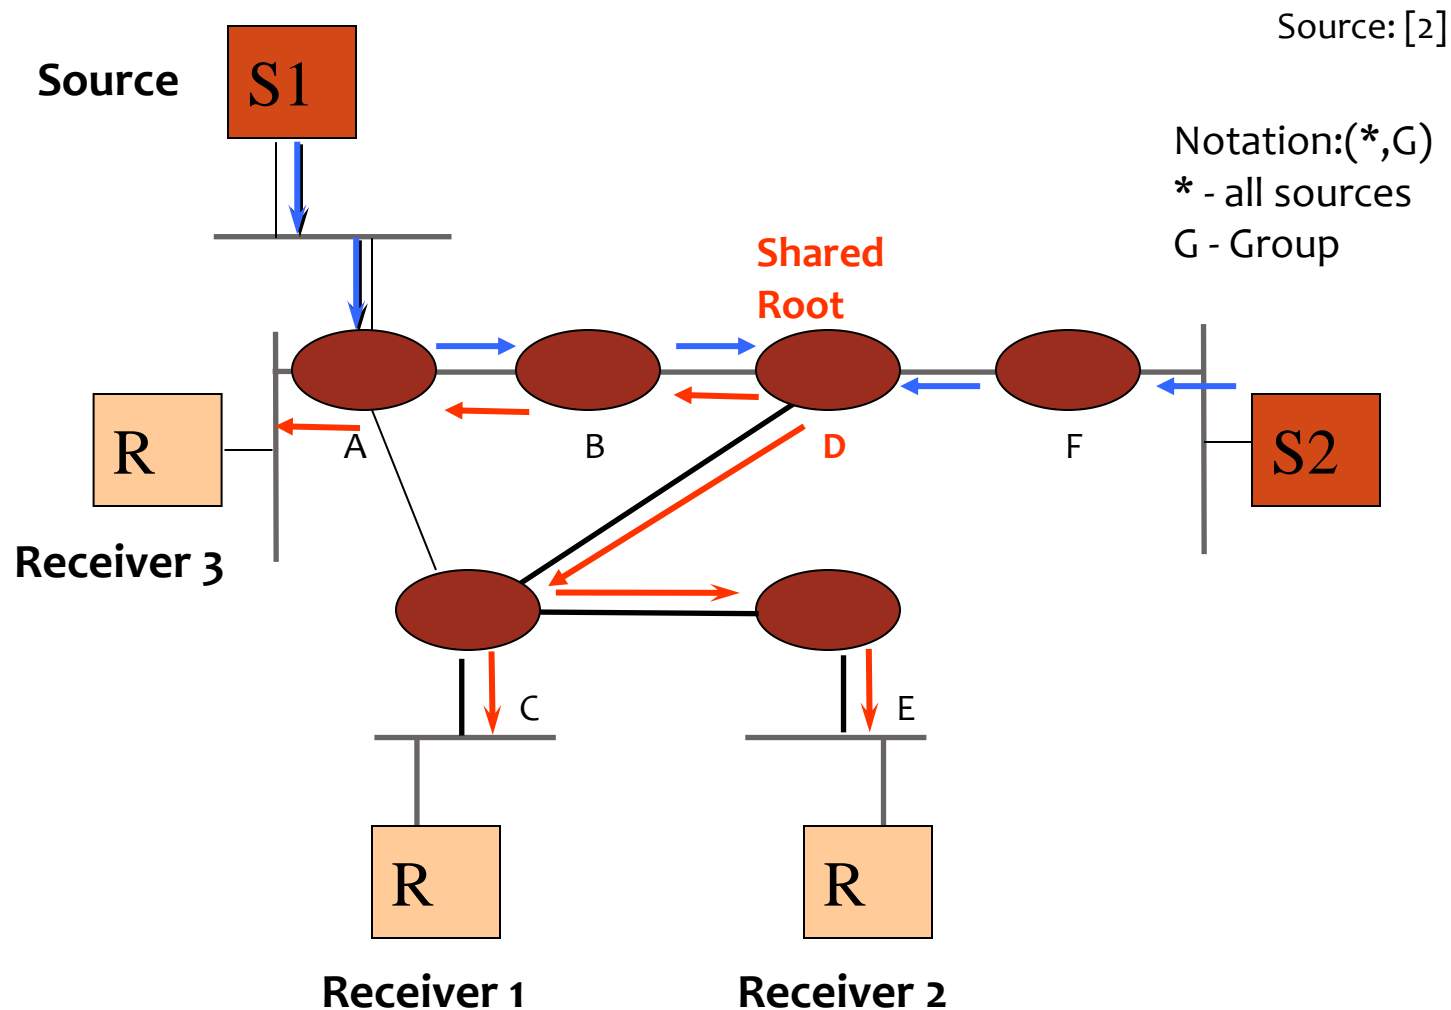 Source: [2]
Source
S1
Notation:(*,G)
* - all sources
G - Group
Shared
Root
R
A
B
D
F
S2
Receiver 3
C
E
R
R
Receiver 1
Receiver 2